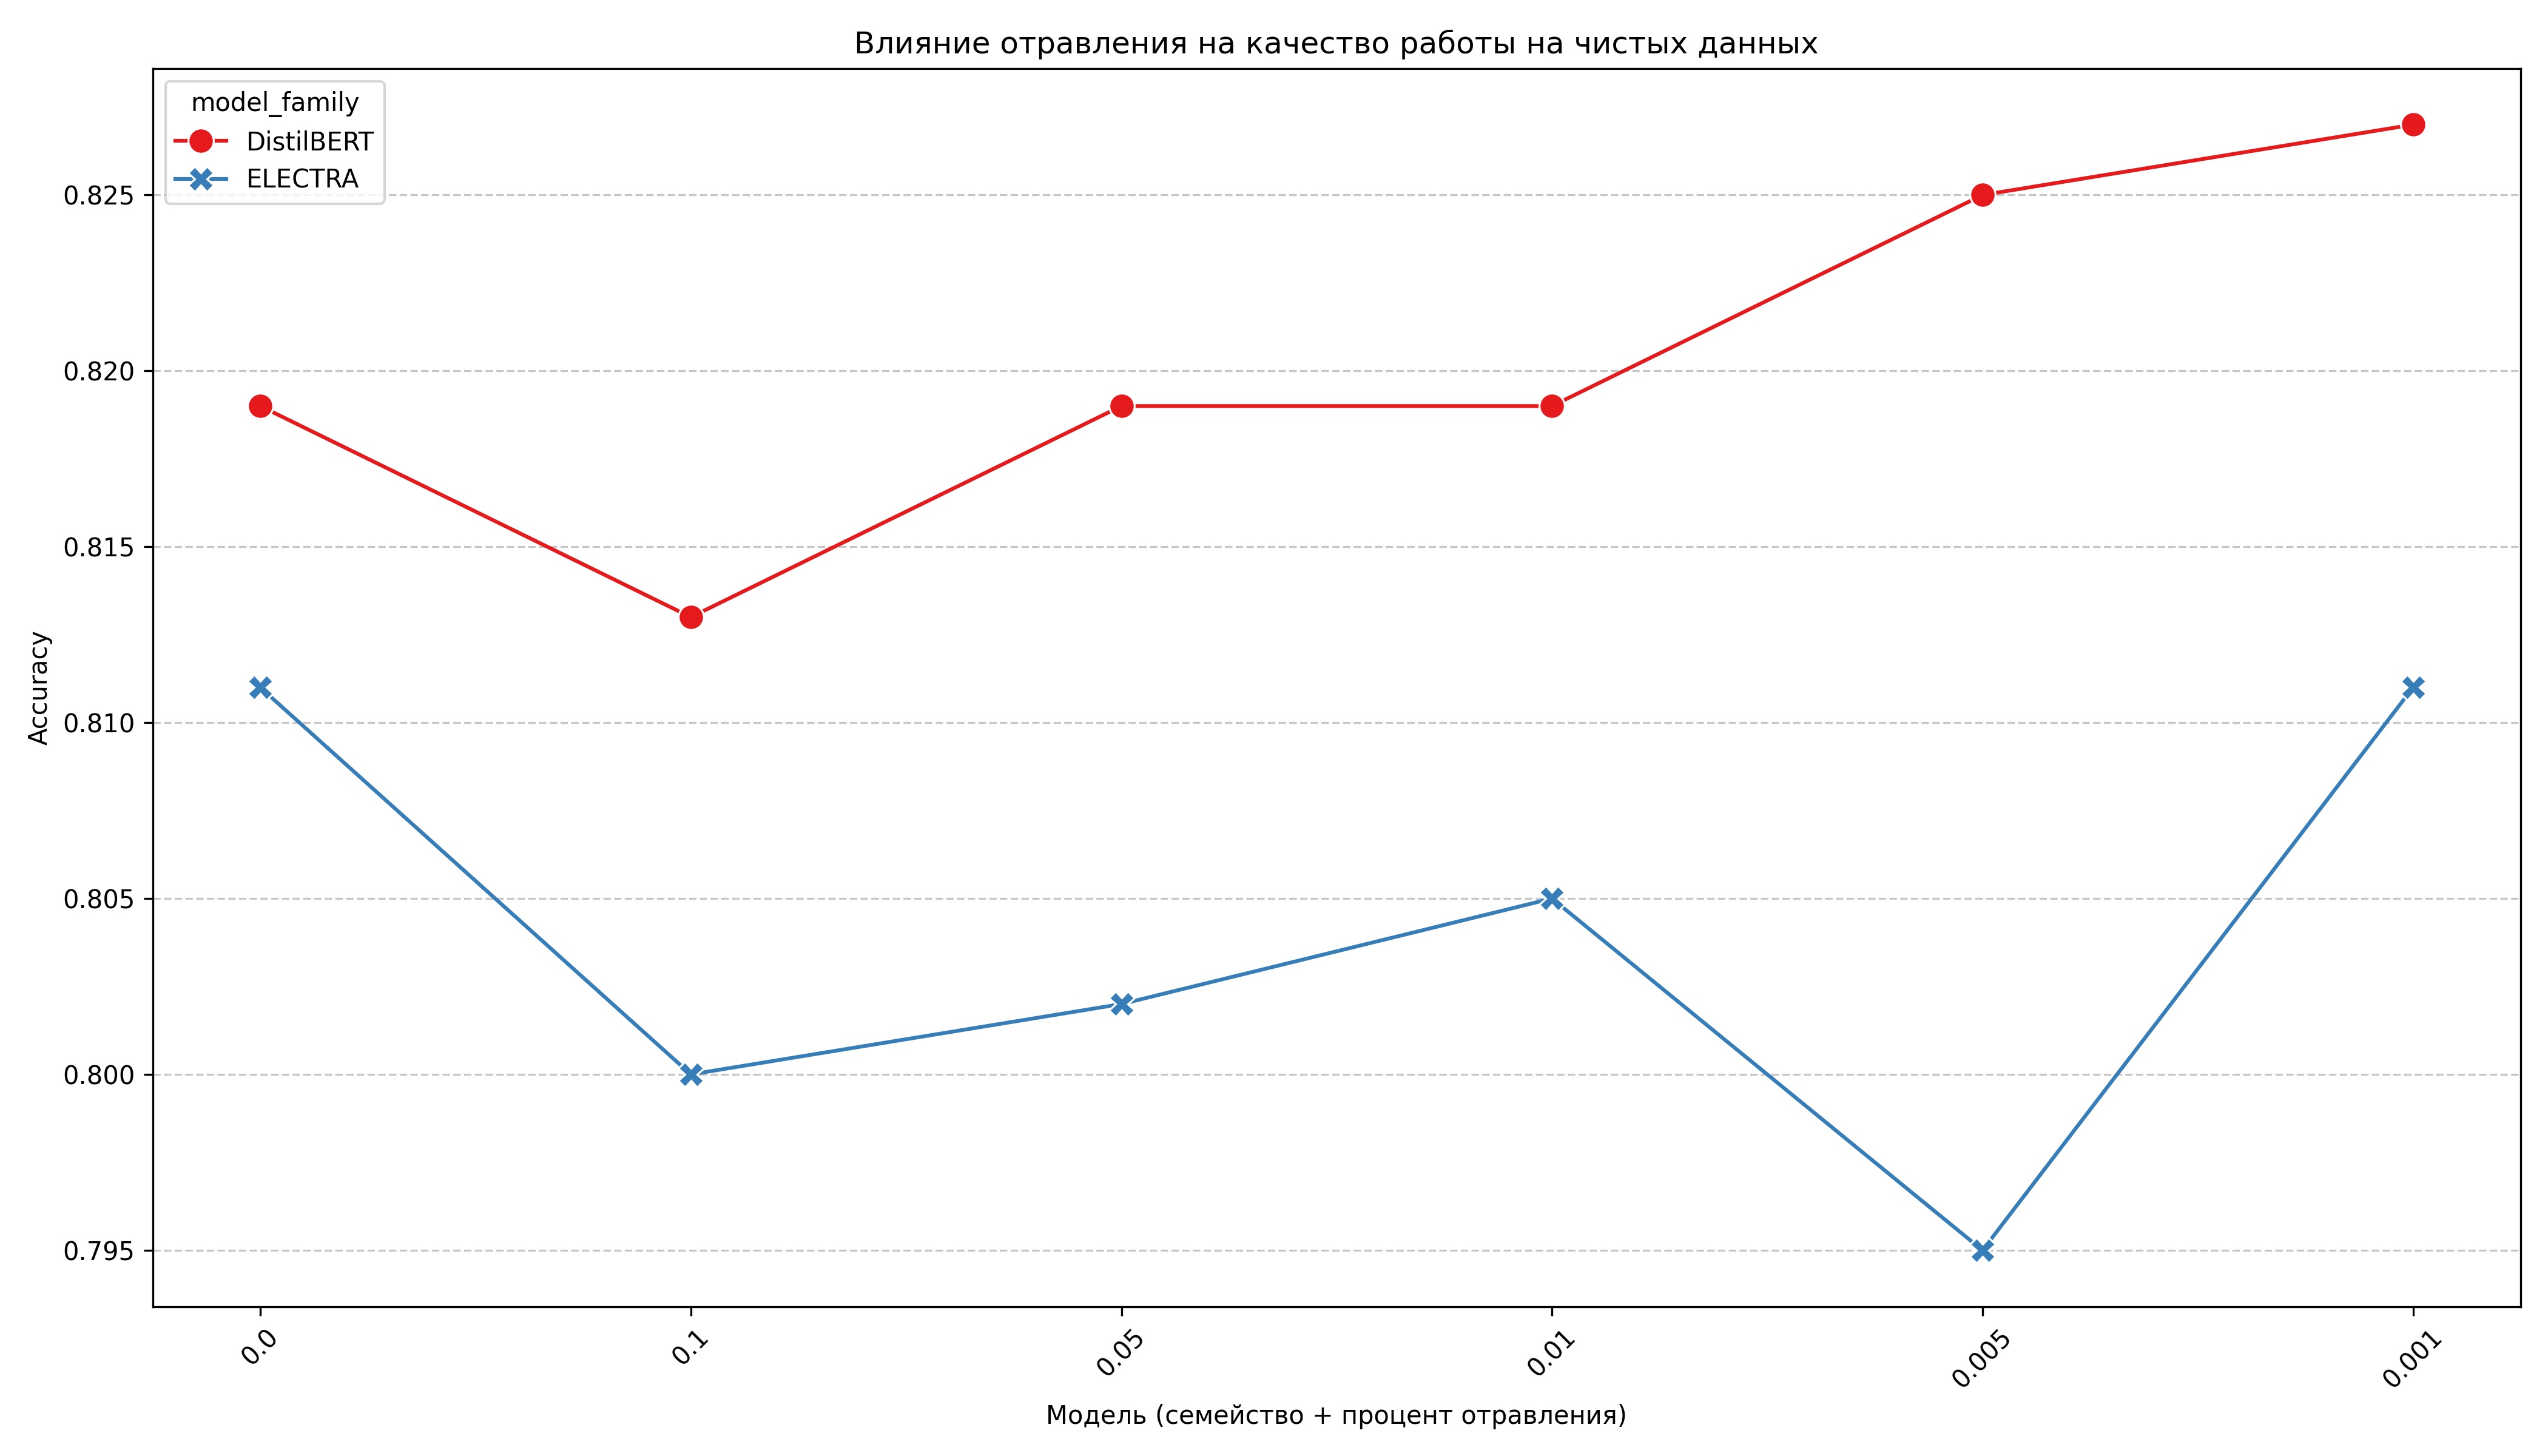 Влияние отравления на качество работы на чистых данных
model_family
DistilBERT
ELECTRA
Accuracy
0.825
0.820
0.815
0.810
0.805
0.800
0.795
0.0
0.1
0.05
0.01
0.005
0.001
Модель (семейство + процент отравления)